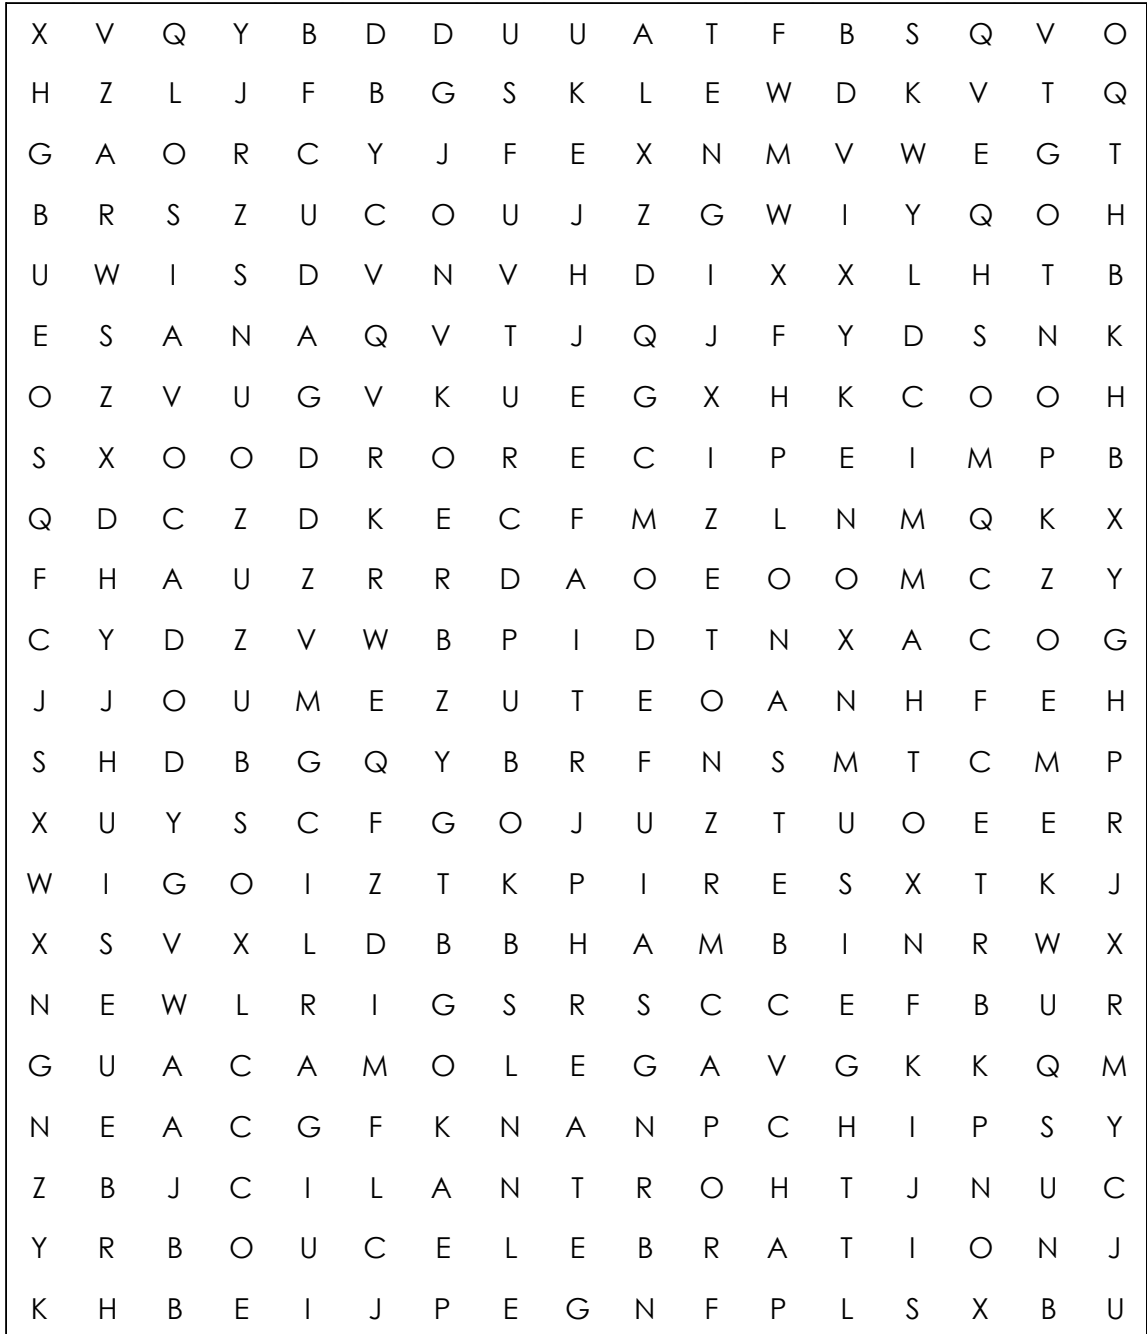 X V Q Y B D D U U A T F B S Q V O
H Z L J F B G S K L E W D K V T Q
G A O R C Y J F E X N M V W E G T
B R S Z U C O U J Z G W I Y Q O H
U W I S D V N V H D I X X L H T B
E S A N A Q V T J Q J F Y D S N K
O Z V U G V K U E G X H K C O O H
S X O O D R O R E C I P E I M P B
Q D C Z D K E C F M Z L N M Q K X
F H A U Z R R D A O E O O M C Z Y
C Y D Z V W B P I D T N X A C O G
J J O U M E Z U T E O A N H F E H
S H D B G Q Y B R F N S M T C M P
X U Y S C F G O J U Z T U O E E R
W I G O I Z T K P I R E S X T K J
X S V X L D B B H A M B I N R W X
N E W L R I G S R S C C E F B U R
G U A C A M O L E G A V G K K Q M
N E A C G F K N A N P C H I P S Y
Z B J C I L A N T R O H T J N U C
Y R B O U C E L E B R A T I O N J
K H B E I J P E G N F P L S X B U